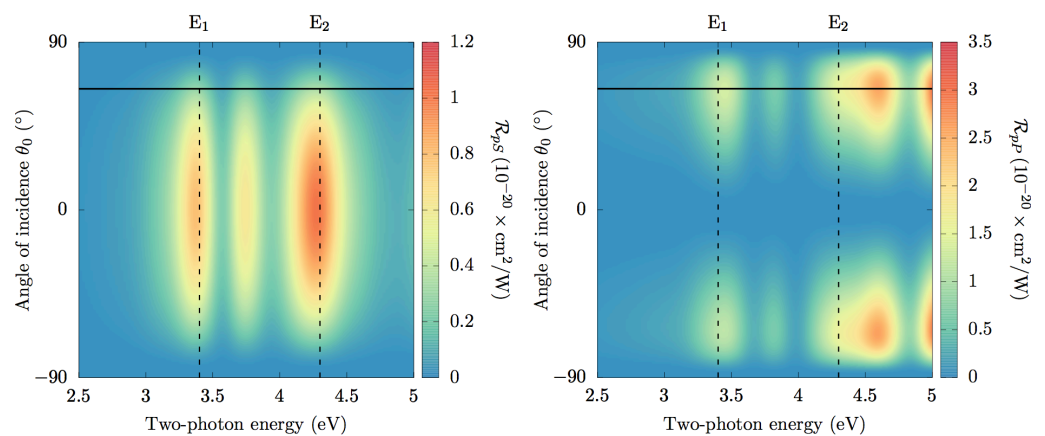 E₁ E₂
90
0
−90
Angle of incidence θ₀ (°)
2.5 3 3.5 4 4.5 5
Two-photon energy (eV)
1.2
1
0.8
0.6
0.4
0.2
0
ℛpS (10⁻²⁰ × cm²/W)
E₁ E₂
90
0
−90
Angle of incidence θ₀ (°)
2.5 3 3.5 4 4.5 5
Two-photon energy (eV)
3.5
3
2.5
2
1.5
1
0.5
0
ℛpP (10⁻²⁰ × cm²/W)